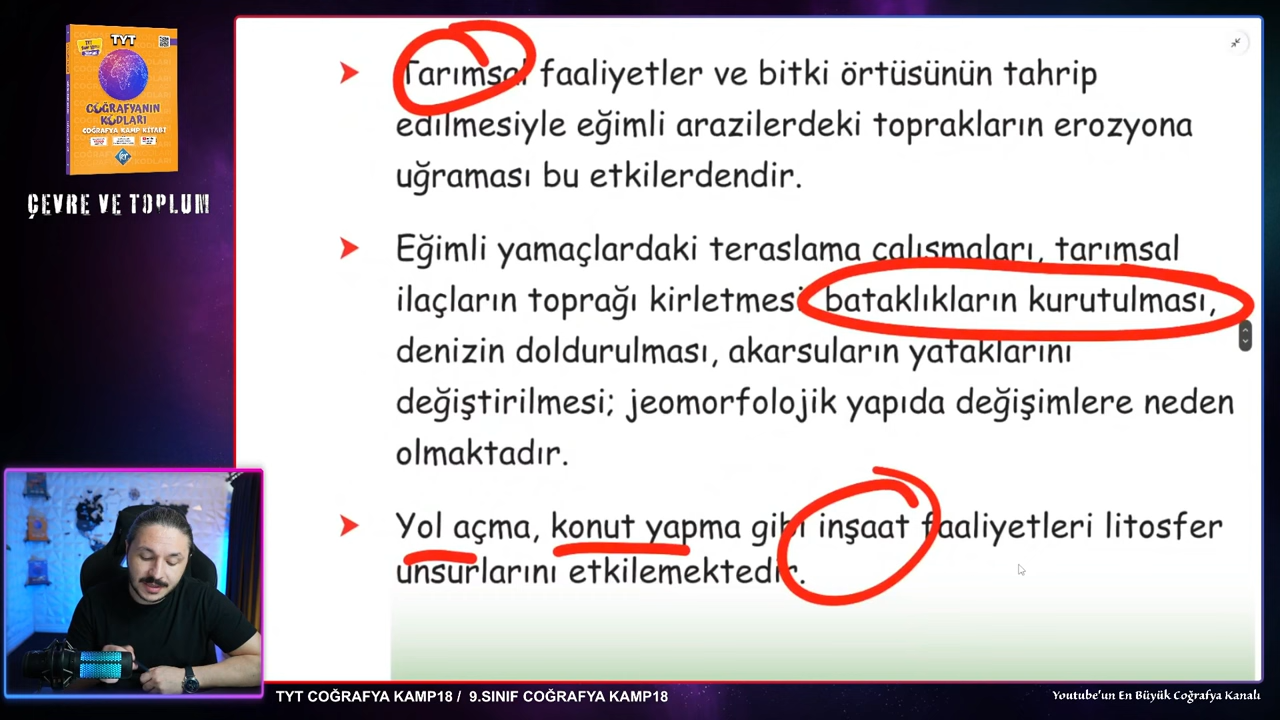 TYT
COĞRAFYANIN
KODLARI
COĞRAFYA KAMP KİTABI
ÇEVRE VE TOPLUM
Tarımsal faaliyetler ve bitki örtüsünün tahrip
edilmesiyle eğimli arazilerdeki toprakların erozyona
uğraması bu etkilerdendir.
Eğimli yamaçlardaki teraslama çalışmaları, tarımsal
ilaçların toprağı kirletmesi, bataklıkların kurutulması,
denizin doldurulması, akarsuların yataklarını
değiştirilmesi; jeomorfolojik yapıda değişimlere neden
olmaktadır.
Yol açma, konut yapma gibi inşaat faaliyetleri litosfer
unsurlarını etkilemektedir.
TYT COĞRAFYA KAMP18 / 9.SINIF COĞRAFYA KAMP18
Youtube'un En Büyük Coğrafya Kanalı